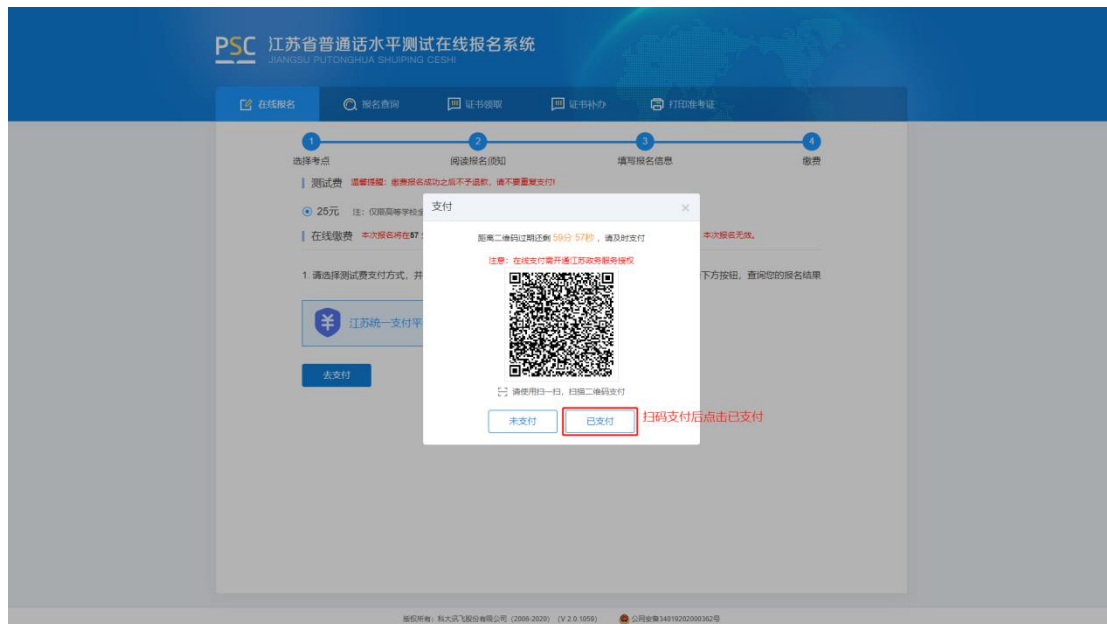 PSC 江苏省普通话水平测试在线报名系统
JIANGSU PUTONGHUA SHUIPING CESHI
在线报名 报名查询 证书领取 证书补办 打印准考证
1 2 3 4
选择考点 阅读报名须知 填写报名信息 缴费
测试费 温馨提醒：缴费报名成功之后不予退款，请不要重复支付!
支付 ×
25元 注：仅限高等学校全
距离二维码过期还剩 59分 57秒 ，请及时支付
在线缴费 本次报名将在57 本次报名无效。
注意：在线支付需开通江苏政务服务授权
1. 请选择测试费支付方式，并 下方按钮，查询您的报名结果
江苏统一支付平
去支付
请使用扫一扫，扫描二维码支付
未支付 已支付 扫码支付后点击已支付
版权所有：科大讯飞股份有限公司 (2006-2020) (V 2.0.1059) 公网安备34019202000362号